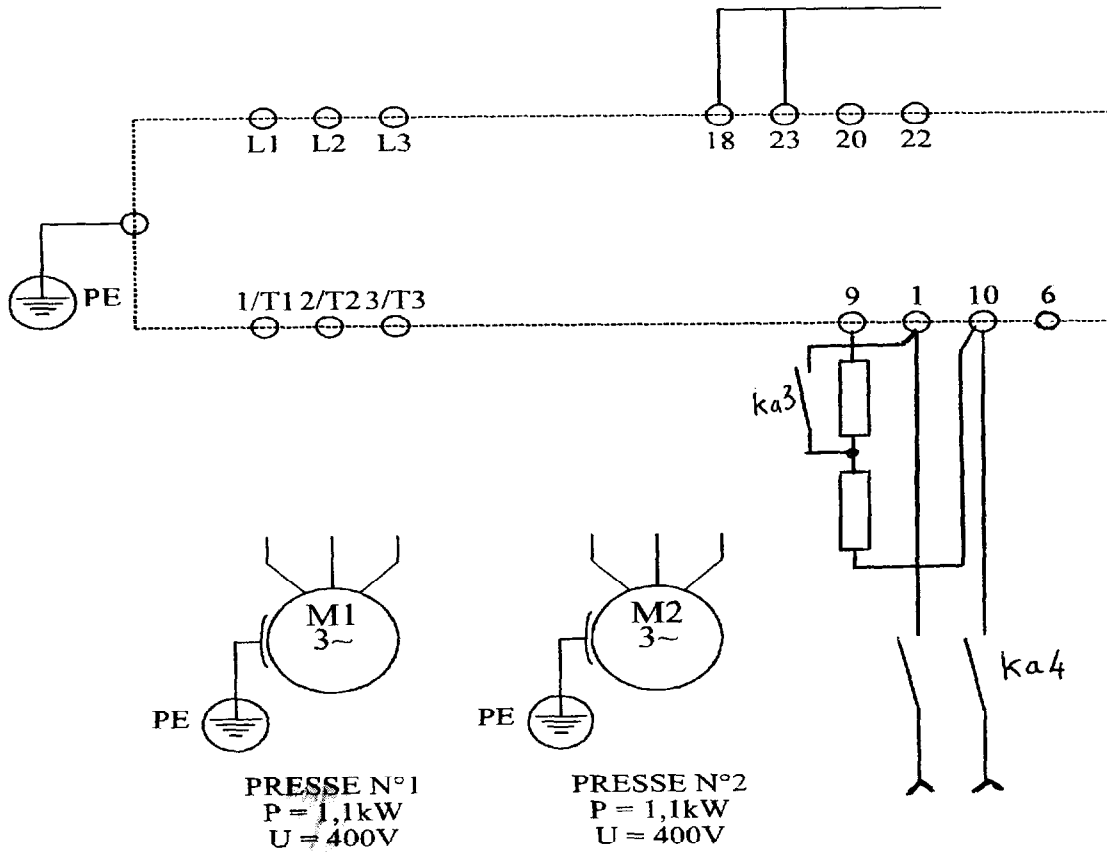 L1 L2 L3 18 23 20 22
PE
1/T1 2/T2 3/T3 9 1 10 6
ka3
M1 M2
3~ 3~
ka4
PE PE
PRESSE N°1 PRESSE N°2
P = 1,1kW P = 1,1kW
U = 400V U = 400V